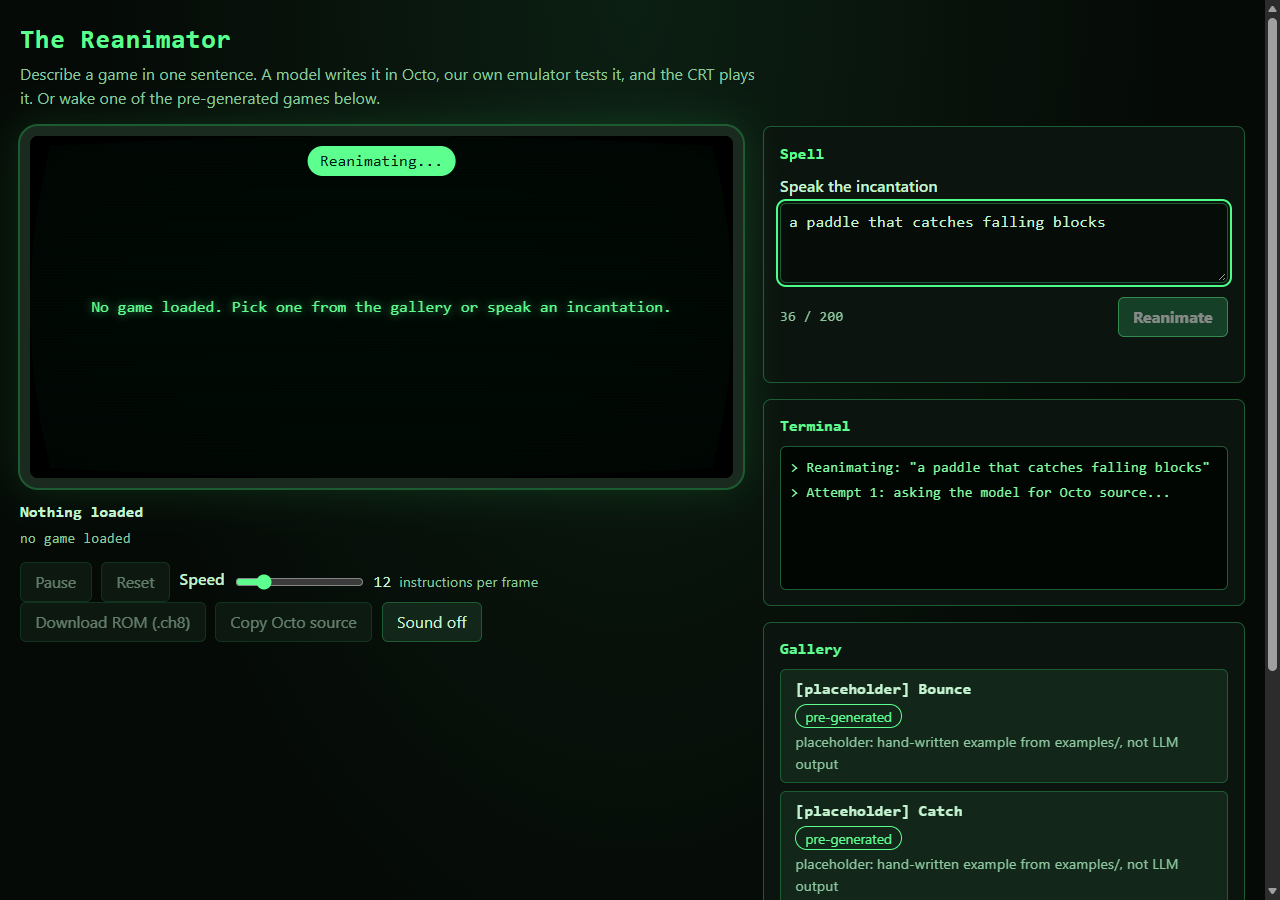 The Reanimator
Describe a game in one sentence. A model writes it in Octo, our own emulator tests it, and the CRT plays
it. Or wake one of the pre-generated games below.
Reanimating...
No game loaded. Pick one from the gallery or speak an incantation.
Nothing loaded
no game loaded
Pause
Reset
Speed
12 instructions per frame
Download ROM (.ch8)
Copy Octo source
Sound off
Spell
Speak the incantation
a paddle that catches falling blocks
36 / 200
Reanimate
Terminal
> Reanimating: "a paddle that catches falling blocks"
> Attempt 1: asking the model for Octo source...
Gallery
[placeholder] Bounce
pre-generated
placeholder: hand-written example from examples/, not LLM
output
[placeholder] Catch
pre-generated
placeholder: hand-written example from examples/, not LLM
output